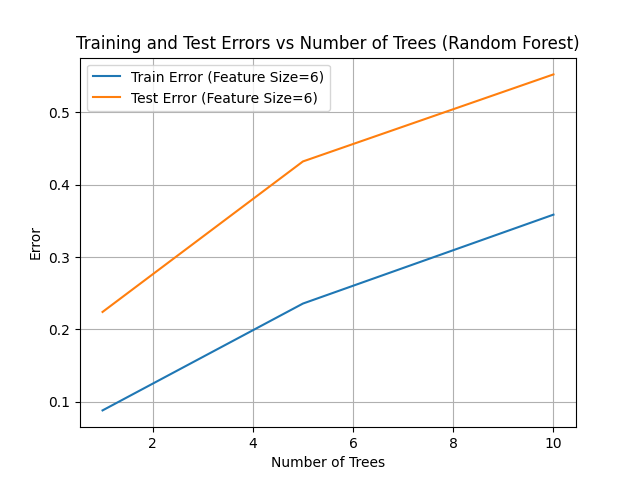 Training and Test Errors vs Number of Trees (Random Forest)
Train Error (Feature Size=6)
Test Error (Feature Size=6)
0.5
0.4
0.3
0.2
0.1
Error
2 4 6 8 10
Number of Trees